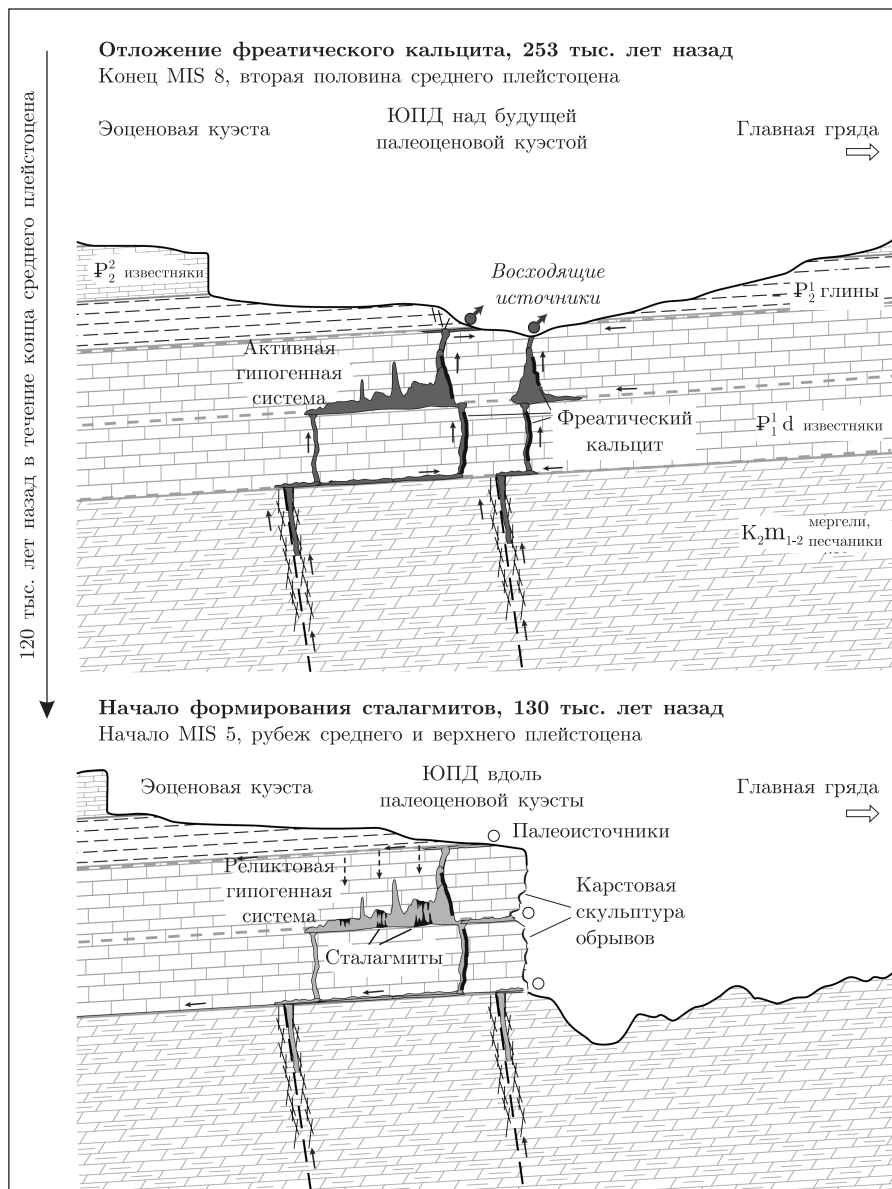 Отложение фреатического кальцита, 253 тыс. лет назад
Конец MIS 8, вторая половина среднего плейстоцена
120 тыс. лет назад в течение конца среднего плейстоцена
Эоценовая куэста
ЮПД над будущей
палеоценовой куэстой
Главная гряда
Ꝑ₂² известняки
Восходящие
источники
Ꝑ₂¹ глины
Активная
гипогенная
система
Фреатический
кальцит
Ꝑ₁¹ d известняки
K₂m₁₋₂ мергели,
песчаники
Начало формирования сталагмитов, 130 тыс. лет назад
Начало MIS 5, рубеж среднего и верхнего плейстоцена
Эоценовая куэста
ЮПД вдоль
палеоценовой куэсты
Главная гряда
Палеоисточники
Реликтовая
гипогенная
система
Карстовая
скульптура
обрывов
Сталагмиты